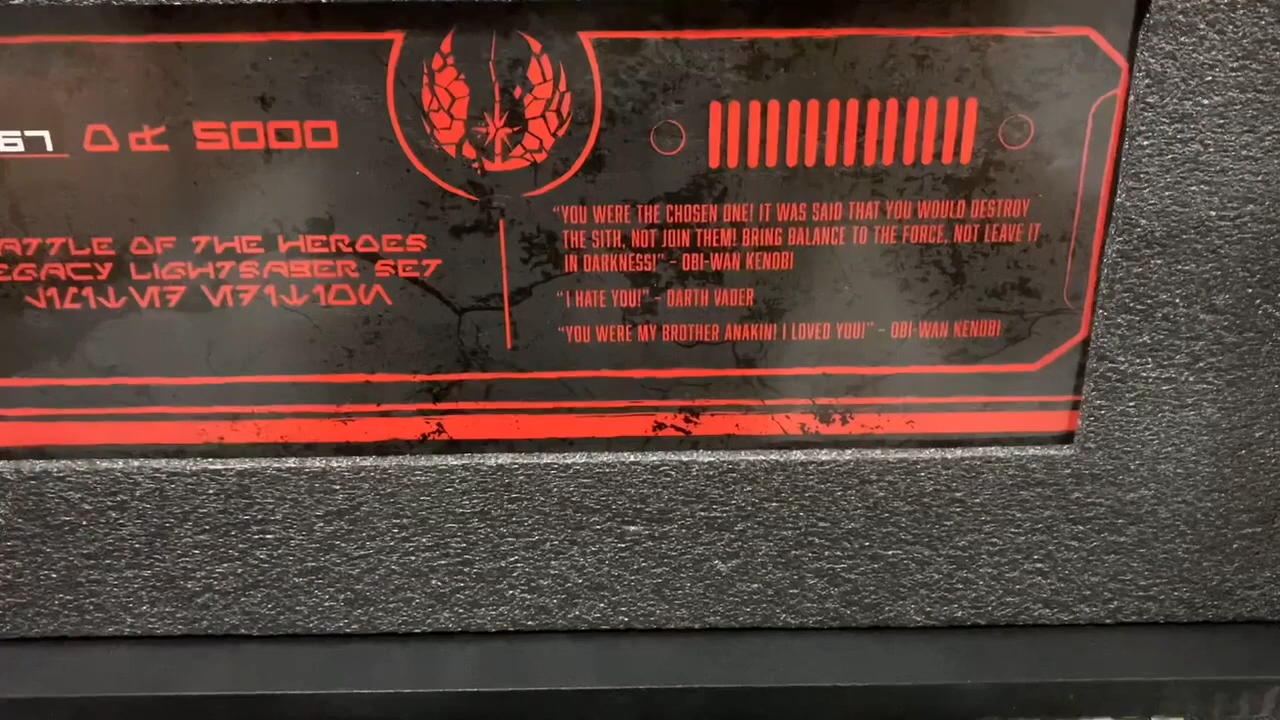 67 OF 5000
ATTLE OF THE HEROES
EGACY LIGHTSABER SET
“YOU WERE THE CHOSEN ONE! IT WAS SAID THAT YOU WOULD DESTROY
THE SITH, NOT JOIN THEM! BRING BALANCE TO THE FORCE, NOT LEAVE IT
IN DARKNESS!” – OBI-WAN KENOBI
“I HATE YOU!” – DARTH VADER
“YOU WERE MY BROTHER ANAKIN! I LOVED YOU!” – OBI-WAN KENOBI